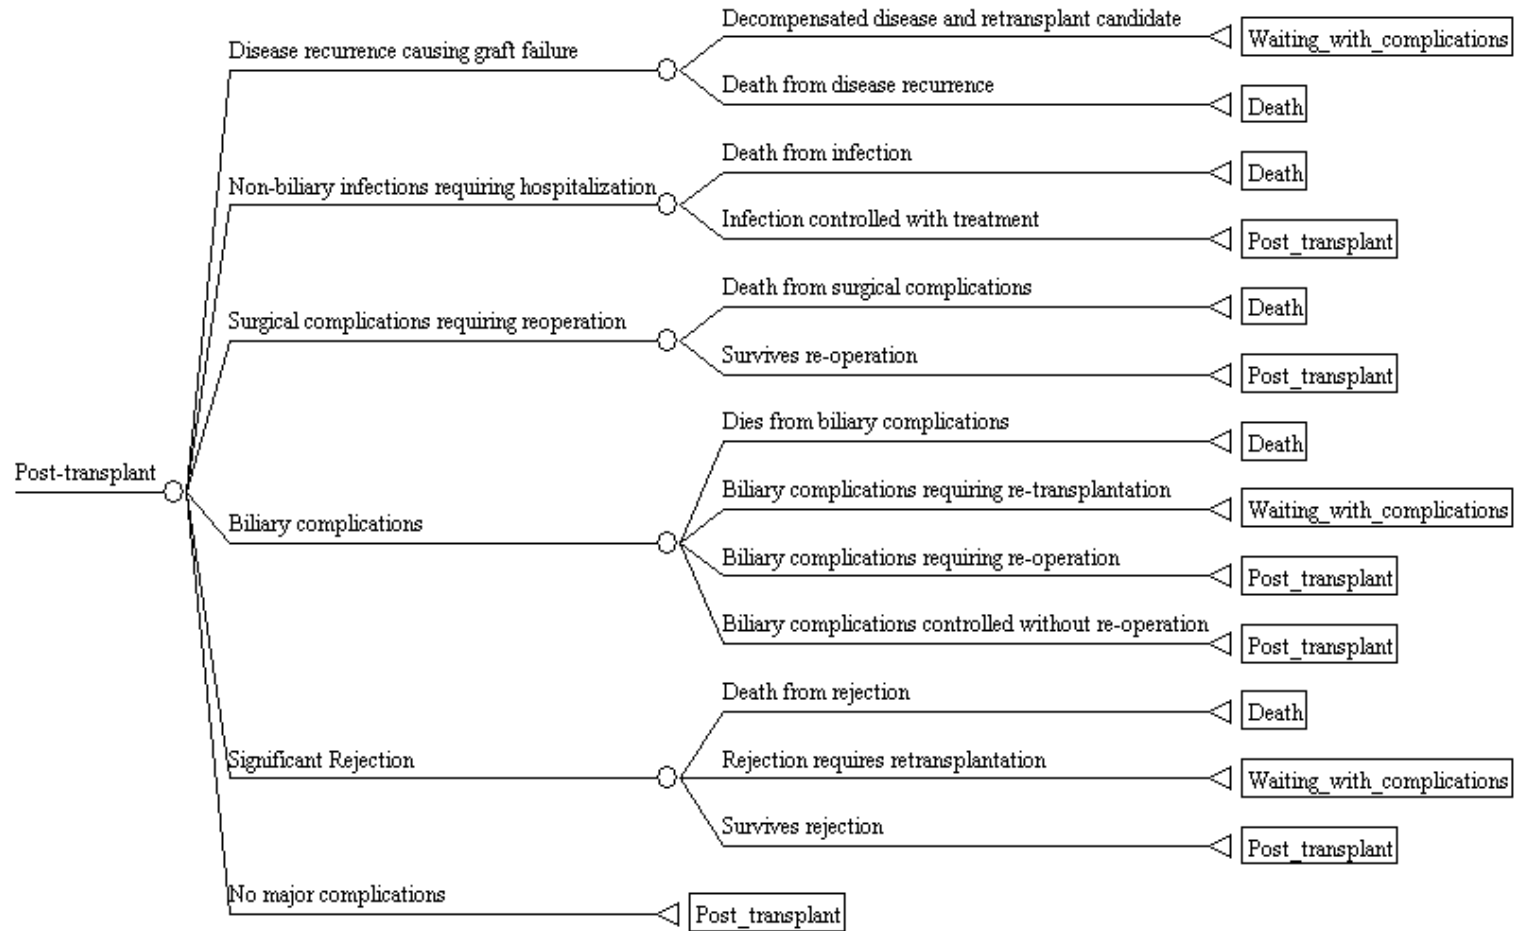 Decompensated disease and retransplant candidate
Waiting_with_complications
Disease recurrence causing graft failure
Death from disease recurrence
Death
Death from infection
Death
Non-biliary infections requiring hospitalization
Infection controlled with treatment
Post_transplant
Death from surgical complications
Death
Surgical complications requiring reoperation
Survives re-operation
Post_transplant
Dies from biliary complications
Death
Post-transplant
Biliary complications requiring re-transplantation
Waiting_with_complications
Biliary complications
Biliary complications requiring re-operation
Post_transplant
Biliary complications controlled without re-operation
Post_transplant
Death from rejection
Death
Significant Rejection
Rejection requires retransplantation
Waiting_with_complications
Survives rejection
Post_transplant
No major complications
Post_transplant